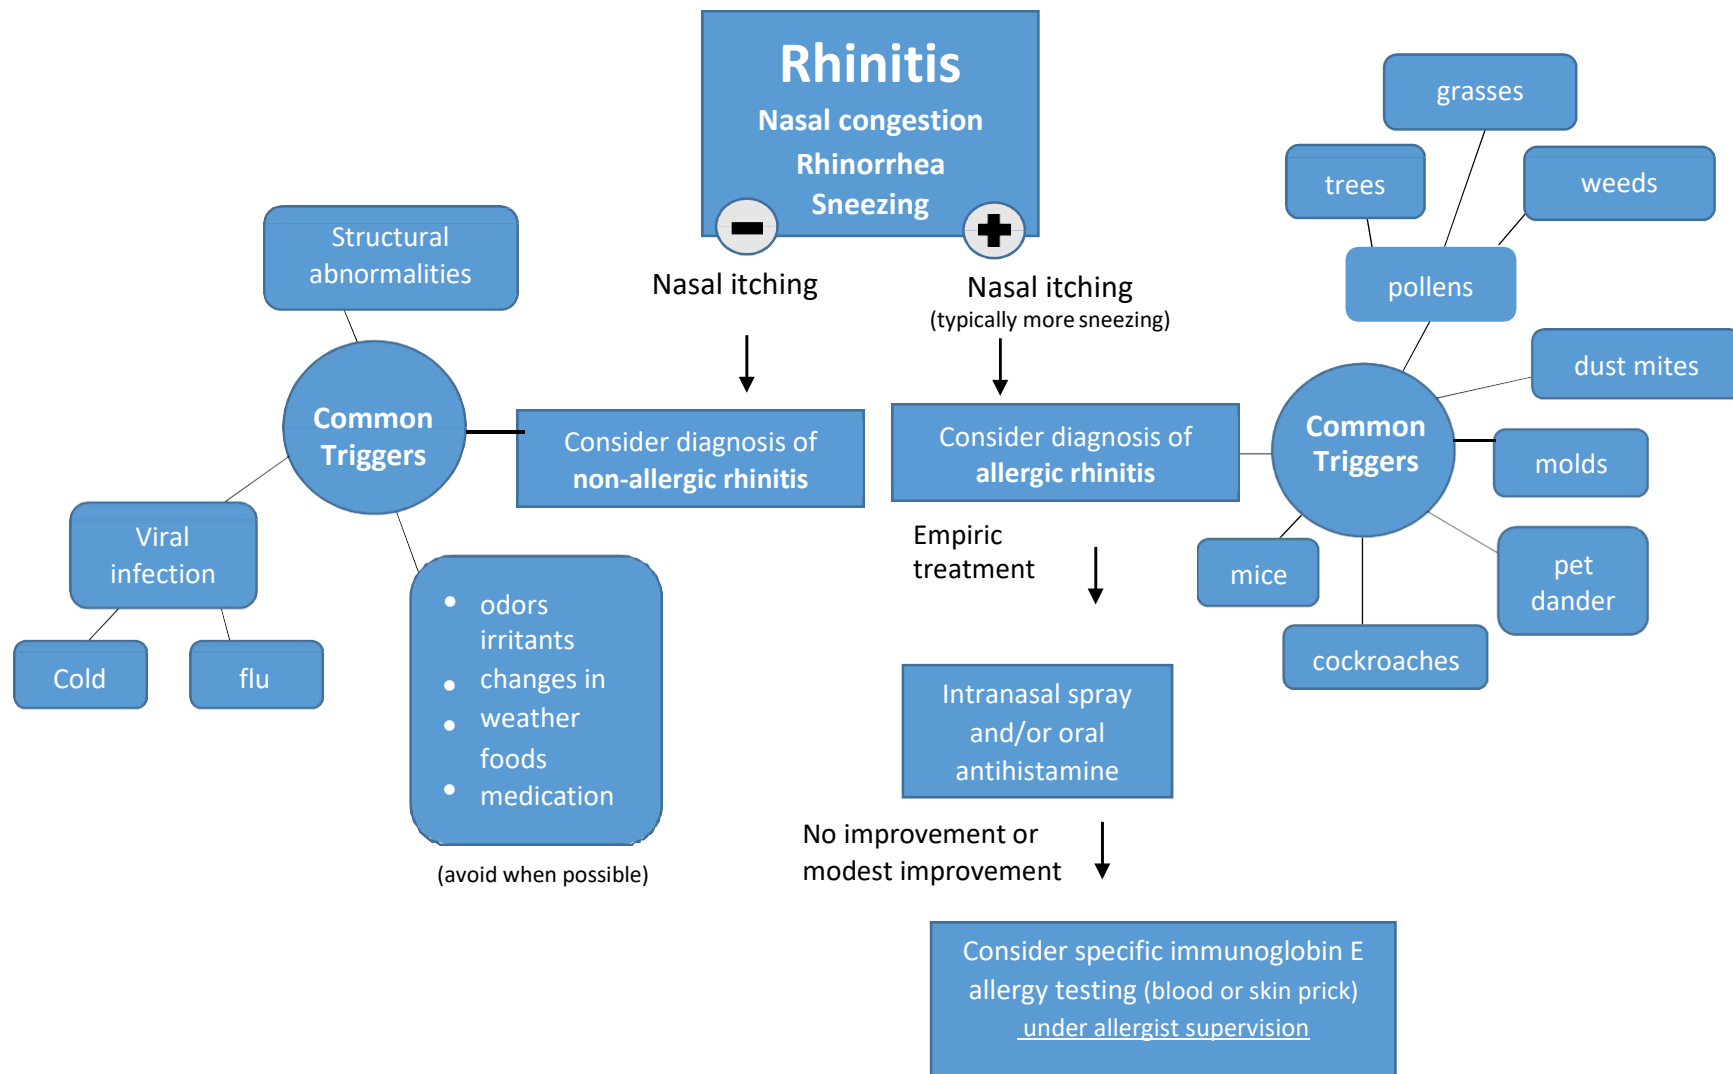 Rhinitis
Nasal congestion
Rhinorrhea
Sneezing
Nasal itching
Nasal itching
(typically more sneezing)
Structural
abnormalities
Common
Triggers
Consider diagnosis of
non-allergic rhinitis
Viral
infection
Cold
flu
• odors
irritants
• changes in
• weather
foods
• medication
(avoid when possible)
Consider diagnosis of
allergic rhinitis
Empiric
treatment
Intranasal spray
and/or oral
antihistamine
No improvement or
modest improvement
Consider specific immunoglobin E
allergy testing (blood or skin prick)
under allergist supervision
grasses
trees
weeds
pollens
dust mites
Common
Triggers
molds
mice
pet
dander
cockroaches